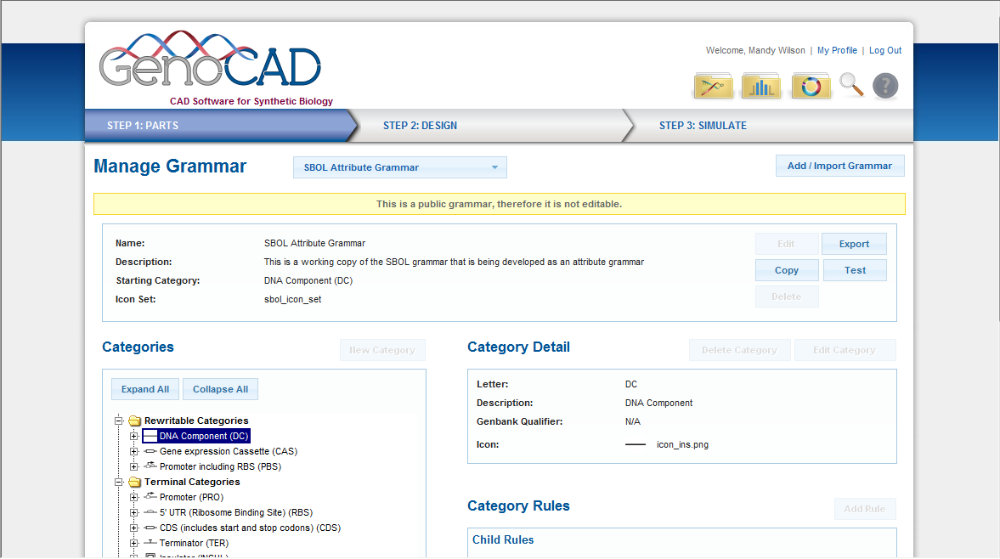 GenoCAD
CAD Software for Synthetic Biology
Welcome, Mandy Wilson | My Profile | Log Out
?
STEP 1: PARTS
STEP 2: DESIGN
STEP 3: SIMULATE
Manage Grammar
SBOL Attribute Grammar
Add / Import Grammar
This is a public grammar, therefore it is not editable.
Name: SBOL Attribute Grammar
Description: This is a working copy of the SBOL grammar that is being developed as an attribute grammar
Starting Category: DNA Component (DC)
Icon Set: sbol_icon_set
Edit
Export
Copy
Test
Delete
Categories
New Category
Expand All
Collapse All
Rewritable Categories
DNA Component (DC)
Gene expression Cassette (CAS)
Promoter including RBS (PBS)
Terminal Categories
Promoter (PRO)
5' UTR (Ribosome Binding Site) (RBS)
CDS (includes start and stop codons) (CDS)
Terminator (TER)
Insulator (INSUL)
Category Detail
Delete Category
Edit Category
Letter: DC
Description: DNA Component
Genbank Qualifier: N/A
Icon: icon_ins.png
Category Rules
Add Rule
Child Rules